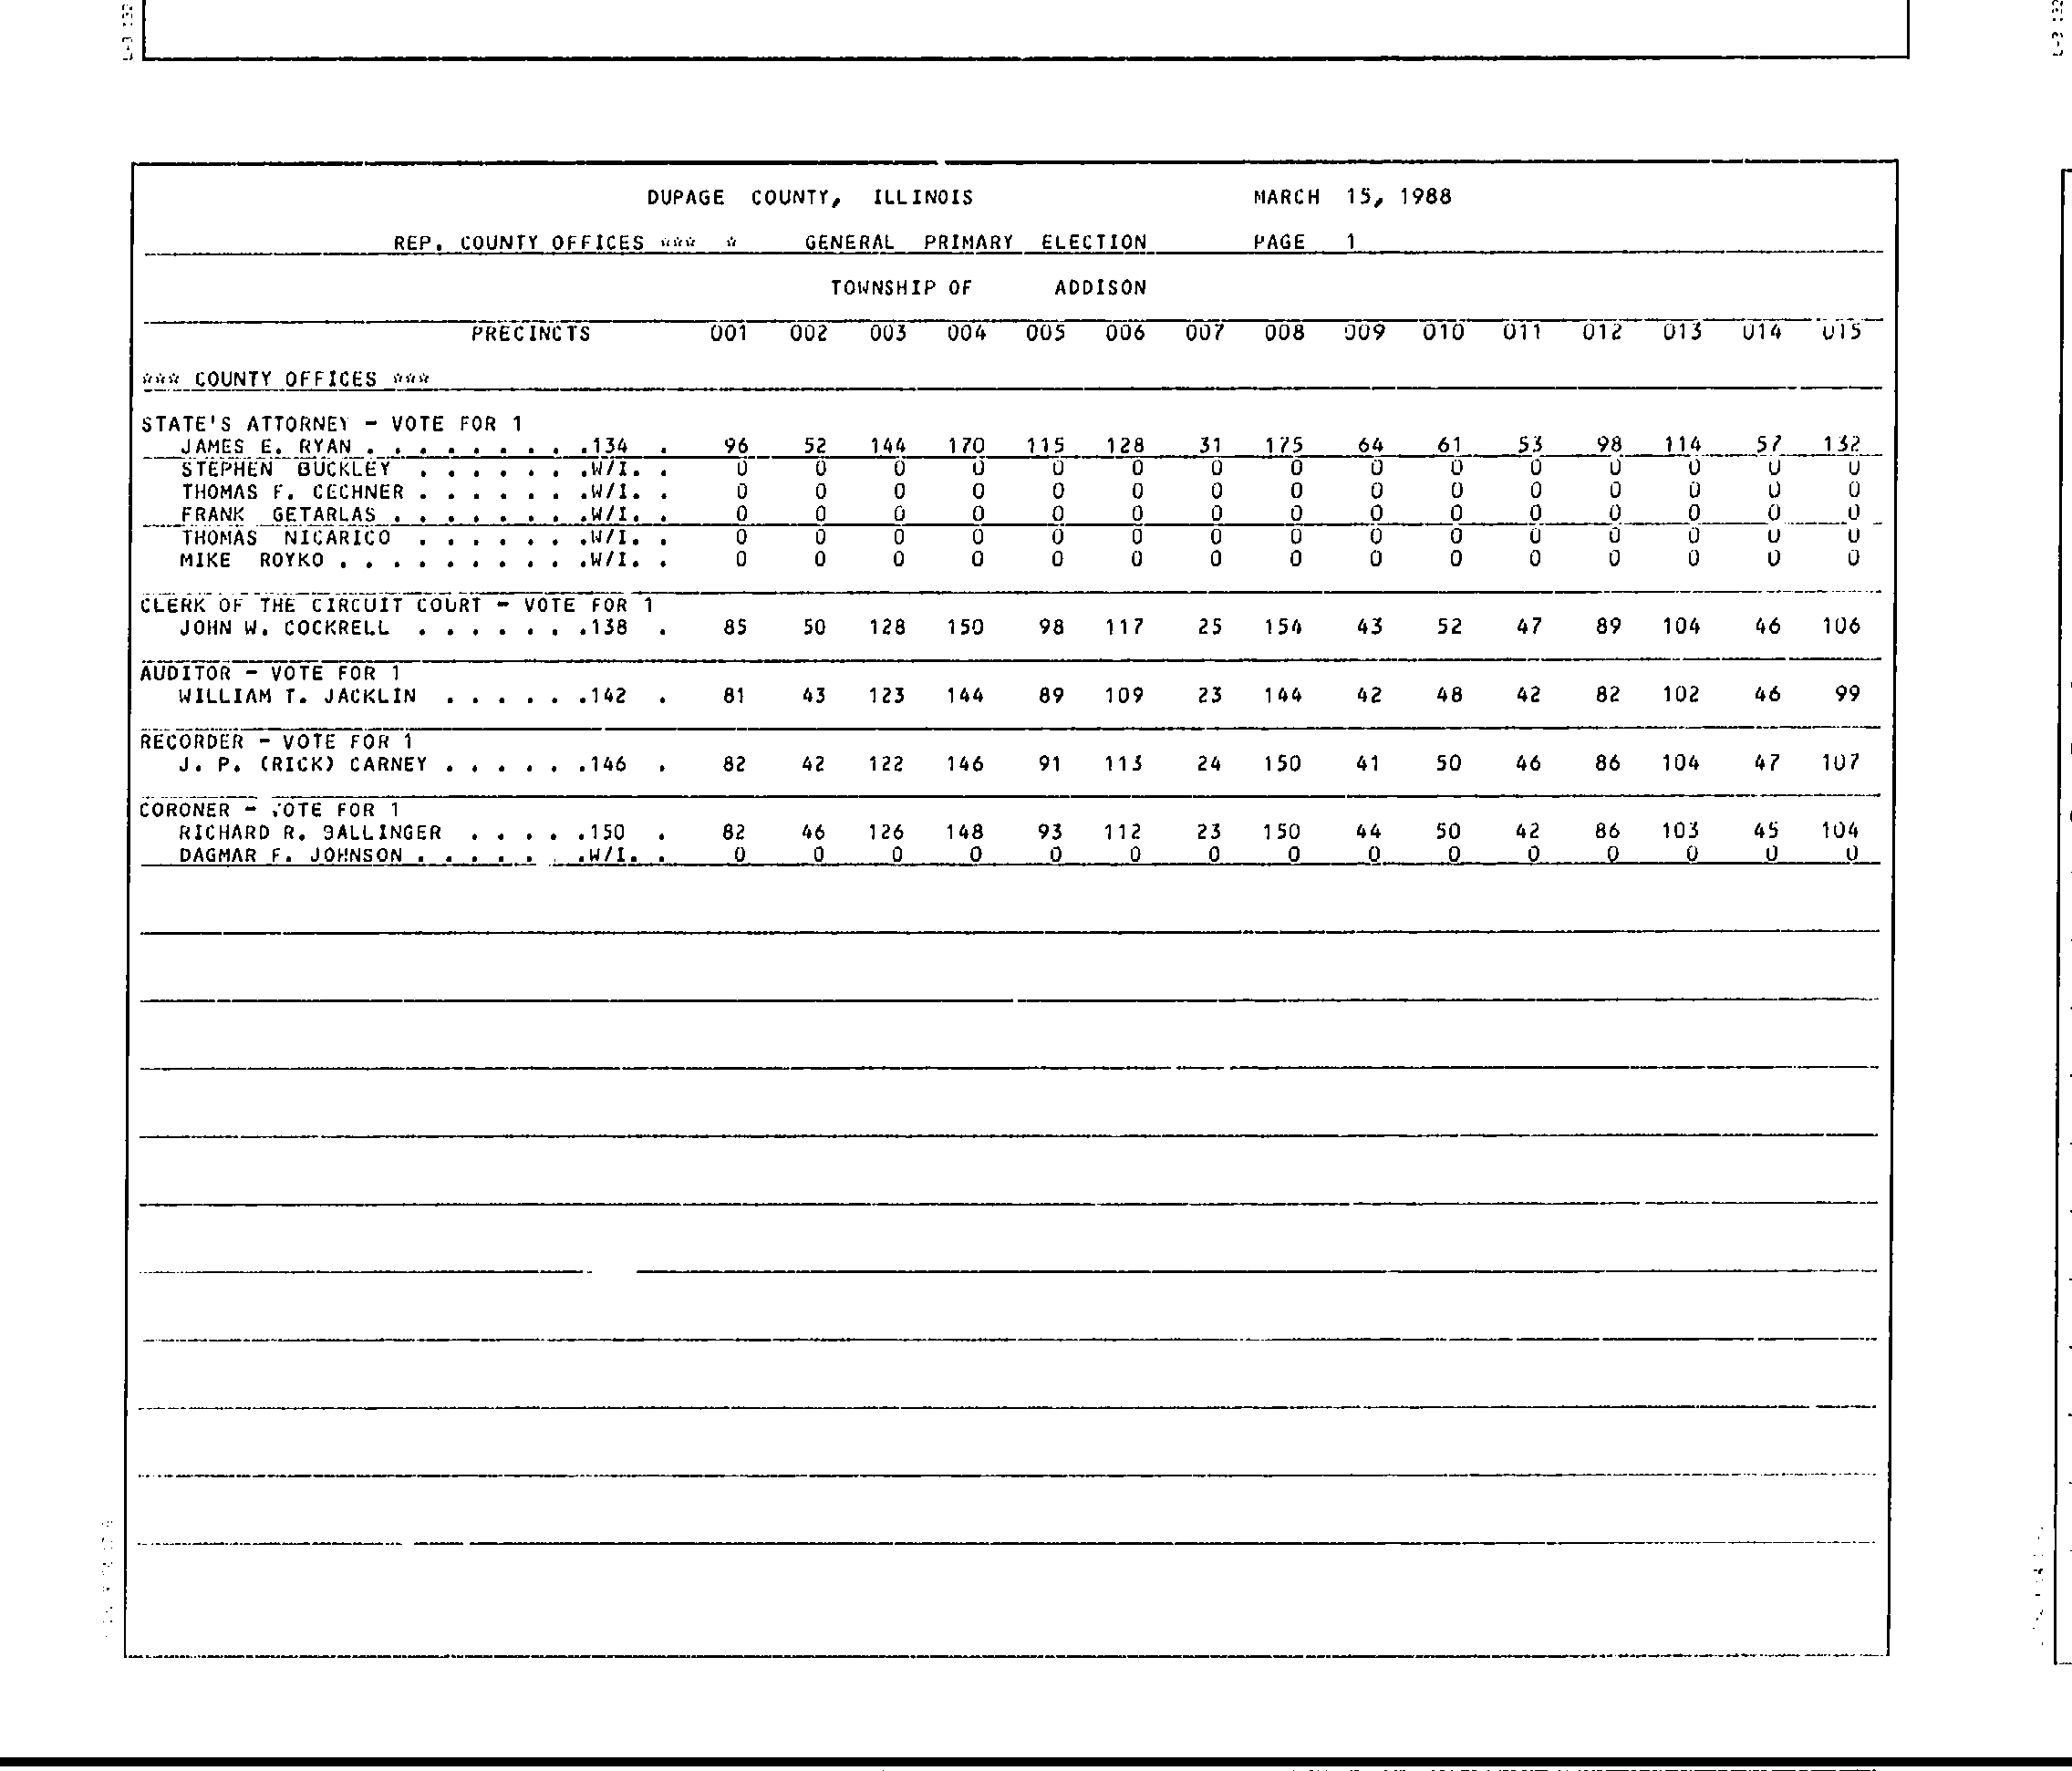 DUPAGE COUNTY, ILLINOIS MARCH 15, 1988
REP. COUNTY OFFICES *** * GENERAL PRIMARY ELECTION PAGE 1
TOWNSHIP OF ADDISON
PRECINCTS 001 002 003 004 005 006 007 008 009 010 011 012 013 014 015
*** COUNTY OFFICES ***
STATE'S ATTORNEY - VOTE FOR 1
JAMES E. RYAN . . . . . . . . .134 . 96 52 144 170 115 128 31 175 64 61 53 98 114 57 132
STEPHEN BUCKLEY . . . . . . .W/I. . 0 0 0 0 0 0 0 0 0 0 0 0 0 0 0
THOMAS F. CECHNER . . . . . . .W/I. . 0 0 0 0 0 0 0 0 0 0 0 0 0 0 0
FRANK GETARLAS . . . . . . . .W/I. . 0 0 0 0 0 0 0 0 0 0 0 0 0 0 0
THOMAS NICARICO . . . . . . .W/I. . 0 0 0 0 0 0 0 0 0 0 0 0 0 0 0
MIKE ROYKO . . . . . . . . . .W/I. . 0 0 0 0 0 0 0 0 0 0 0 0 0 0 0
CLERK OF THE CIRCUIT COURT - VOTE FOR 1
JOHN W. COCKRELL . . . . . . .138 . 85 50 128 150 98 117 25 154 43 52 47 89 104 46 106
AUDITOR - VOTE FOR 1
WILLIAM T. JACKLIN . . . . . .142 . 81 43 123 144 89 109 23 144 42 48 42 82 102 46 99
RECORDER - VOTE FOR 1
J. P. (RICK) CARNEY . . . . . .146 . 82 42 122 146 91 113 24 150 41 50 46 86 104 47 107
CORONER - VOTE FOR 1
RICHARD R. BALLINGER . . . . .150 . 82 46 126 148 93 112 23 150 44 50 42 86 103 45 104
DAGMAR F. JOHNSON . . . . . .W/I. . 0 0 0 0 0 0 0 0 0 0 0 0 0 0 0